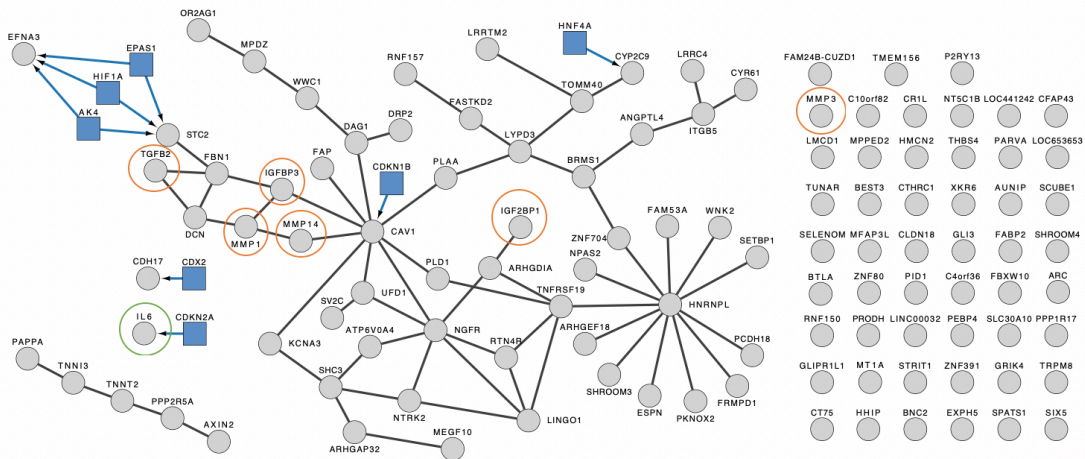 OR2AG1
EFNA3
MPDZ
EPAS1
HIF1A
AK4
WWC1
STC2
TGFB2
FBN1
DCN
IGFBP3
MMP1
MMP14
FAP
DAG1
DRP2
CDKN1B
CAV1
RNF157
FASTKD2
LRRTM2
HNF4A
CYP2C9
TOMM40
LYPD3
PLAA
BRMS1
LRRC4
CYR61
ITGB5
ANGPTL4
IGF2BP1
ARHGDIA
ZNF704
FAM53A
WNK2
SETBP1
NPAS2
CDH17
CDX2
IL6
CDKN2A
PLD1
TNFRSF19
HNRNPL
UFD1
SV2C
ATP6V0A4
NGFR
RTN4R
ARHGEF18
PCDH18
KCNA3
SHC3
NTRK2
LINGO1
SHROOM3
ESPN
PKNOX2
FRMPD1
ARHGAP32
MEGF10
PAPPA
TNNI3
TNNT2
PPP2R5A
AXIN2
FAM24B-CUZD1 TMEM156 P2RY13
MMP3 C10orf82 CR1L NT5C1B LOC441242 CFAP43
LMCD1 MPPED2 HMCN2 THBS4 PARVA LOC653653
TUNAR BEST3 CTHRC1 XKR6 AUNIP SCUBE1
SELENOM MFAP3L CLDN18 GLI3 FABP2 SHROOM4
BTLA ZNF80 PID1 C4orf36 FBXW10 ARC
RNF150 PRODH LINC00032 PEBP4 SLC30A10 PPP1R17
GLIPR1L1 MT1A STRIT1 ZNF391 GRIK4 TRPM8
CT75 HHIP BNC2 EXPH5 SPATS1 SIX5